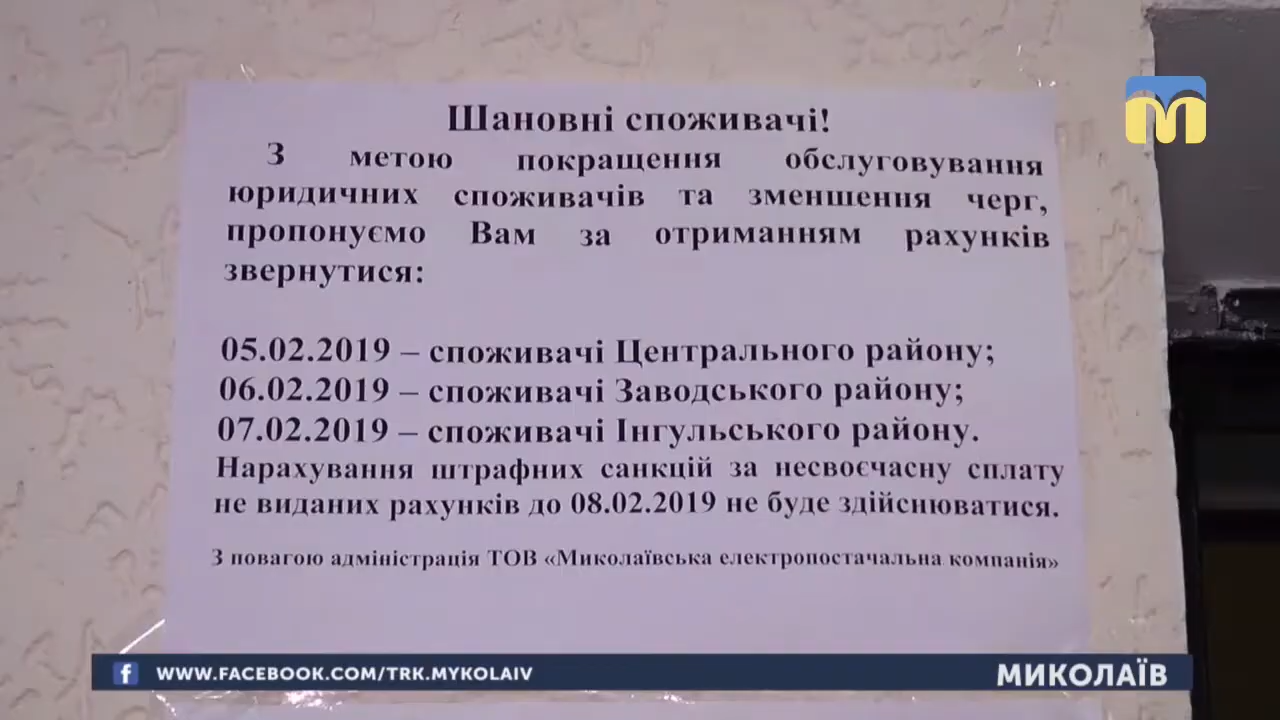 Шановні споживачі!
З метою покращення обслуговування
юридичних споживачів та зменшення черг,
пропонуємо Вам за отриманням рахунків
звернутися:
05.02.2019 – споживачі Центрального району;
06.02.2019 – споживачі Заводського району;
07.02.2019 – споживачі Інгульського району.
Нарахування штрафних санкцій за несвоєчасну сплату
не виданих рахунків до 08.02.2019 не буде здійснюватися.
З повагою адміністрація ТОВ «Миколаївська електропостачальна компанія»
WWW.FACEBOOK.COM/TRK.MYKOLAIV
МИКОЛАЇВ